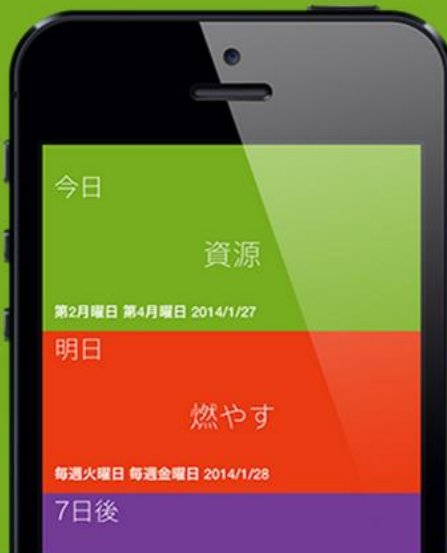 今日
資源
第2月曜日 第4月曜日 2014/1/27
明日
燃やす
毎週火曜日 毎週金曜日 2014/1/28
7日後